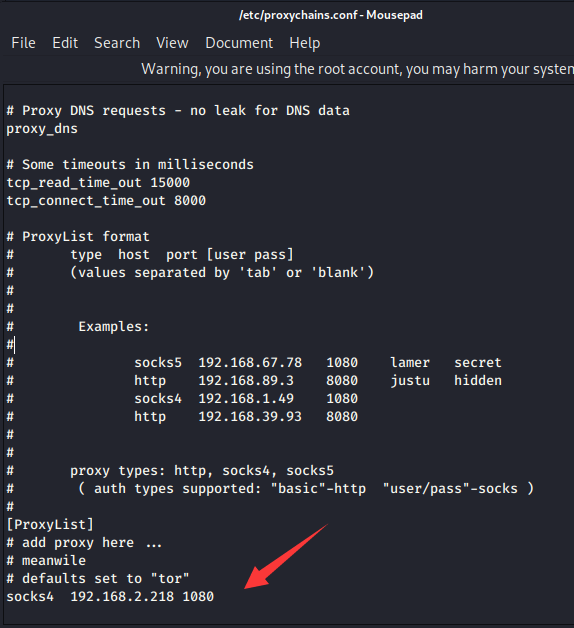 /etc/proxychains.conf - Mousepad
File Edit Search View Document Help
Warning, you are using the root account, you may harm your system
# Proxy DNS requests - no leak for DNS data
proxy_dns
# Some timeouts in milliseconds
tcp_read_time_out 15000
tcp_connect_time_out 8000
# ProxyList format
#       type  host  port [user pass]
#       (values separated by 'tab' or 'blank')
#
#
#        Examples:
#
#               socks5  192.168.67.78   1080    lamer   secret
#               http    192.168.89.3    8080    justu   hidden
#               socks4  192.168.1.49    1080
#               http    192.168.39.93   8080
#
#
#       proxy types: http, socks4, socks5
#        ( auth types supported: "basic"-http  "user/pass"-socks )
#
[ProxyList]
# add proxy here ...
# meanwile
# defaults set to "tor"
socks4  192.168.2.218 1080